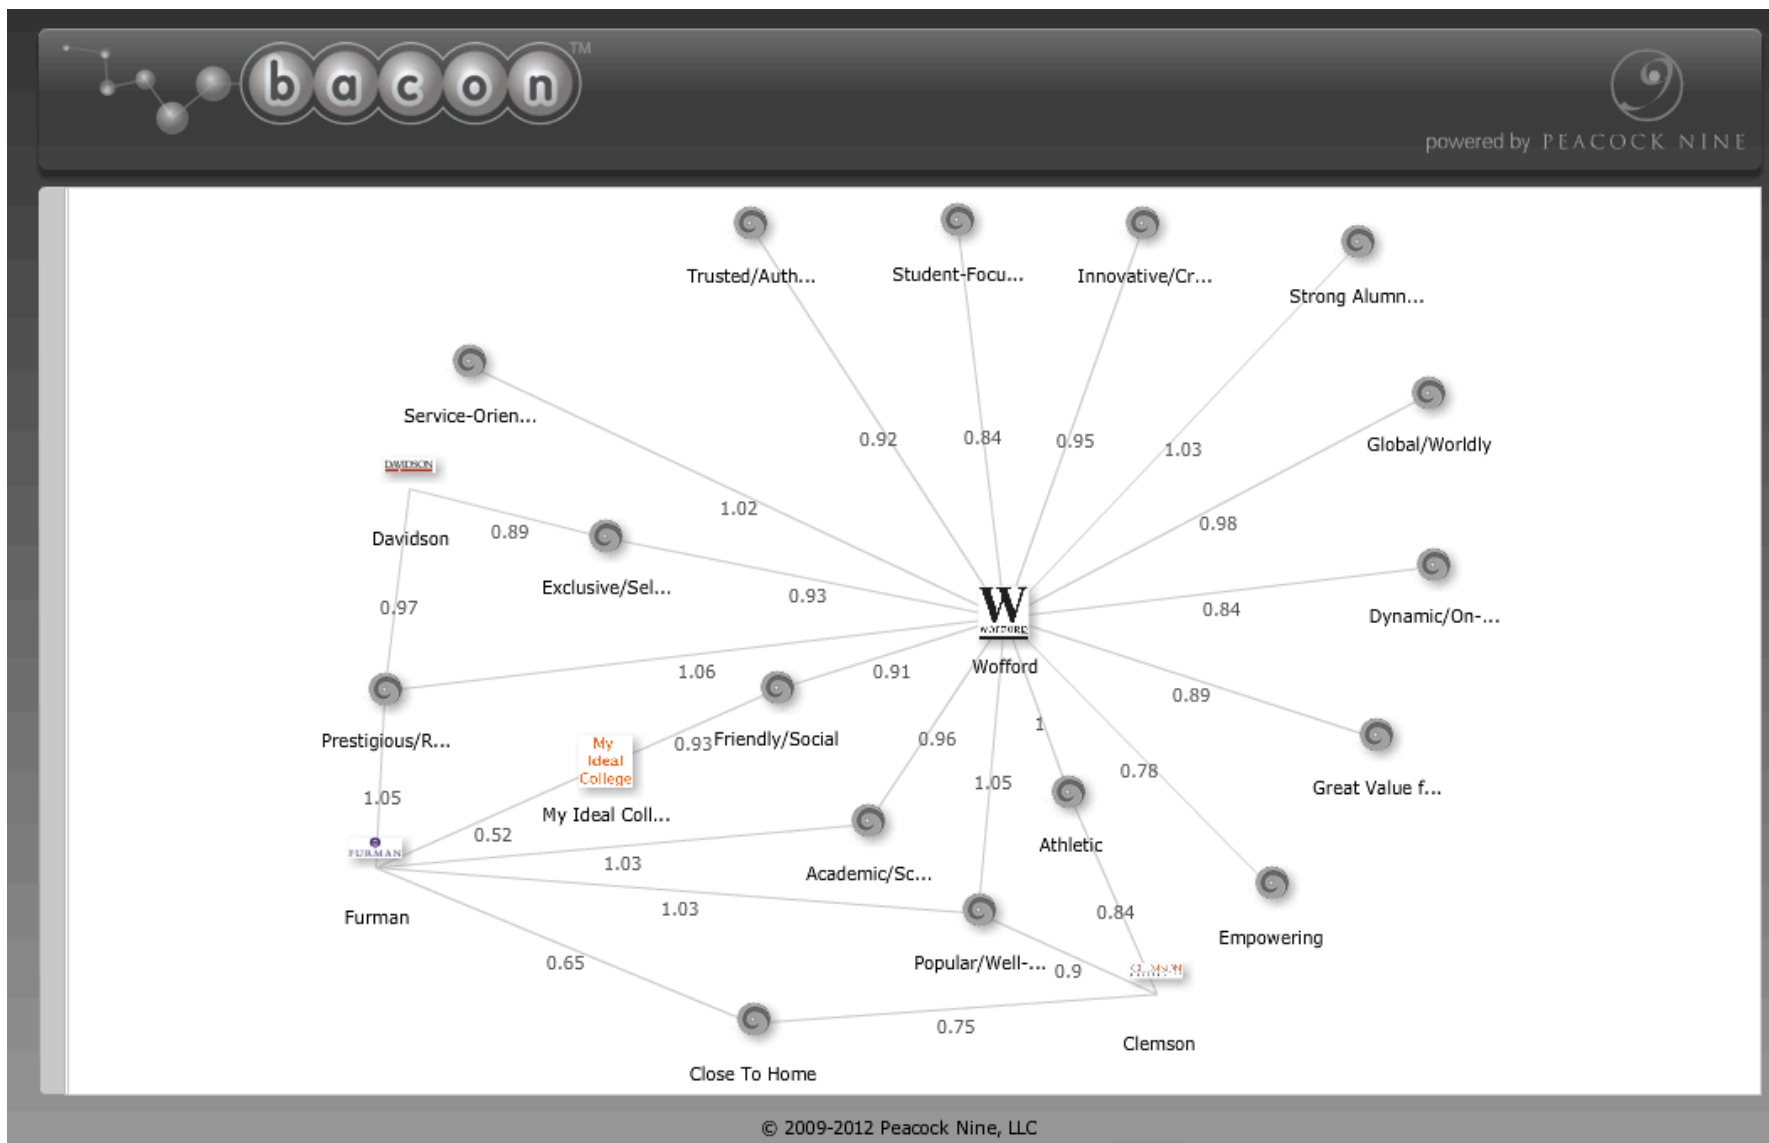 bacon™
powered by PEACOCK NINE
Trusted/Auth...
Student-Focu...
Innovative/Cr...
Strong Alumn...
Service-Orien...
0.92
0.84
0.95
1.03
Global/Worldly
DAVIDSON
Davidson
0.89
1.02
0.98
Exclusive/Sel...
0.93
W
WOFFORD
Wofford
0.84
Dynamic/On-...
0.97
1.06
0.91
0.89
Prestigious/R...
My
Ideal
College
0.93
Friendly/Social
0.96
1
0.78
1.05
Great Value f...
1.05
My Ideal Coll...
0.52
FURMAN
Furman
1.03
Academic/Sc...
Athletic
1.03
0.84
Empowering
0.65
Popular/Well-...
0.9
CLEMSON
Clemson
0.75
Close To Home
© 2009-2012 Peacock Nine, LLC